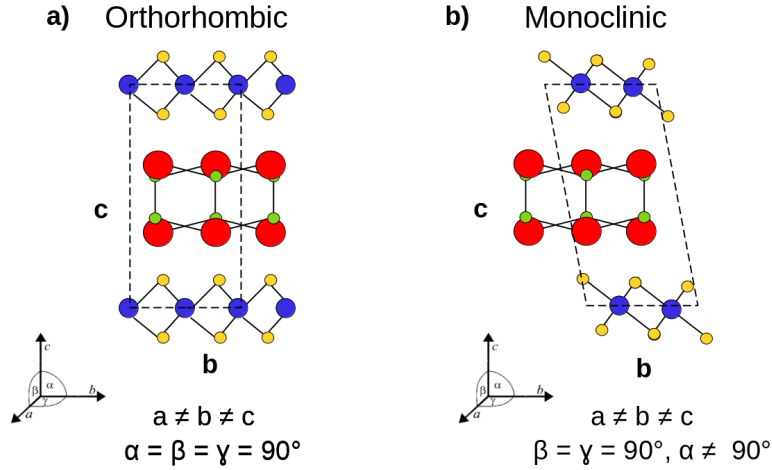 a) Orthorhombic
c
b
c
b
a
α
β
γ
a ≠ b ≠ c
α = β = γ = 90°
b) Monoclinic
c
b
c
b
a
α
β
γ
a ≠ b ≠ c
β = γ = 90°, α ≠ 90°